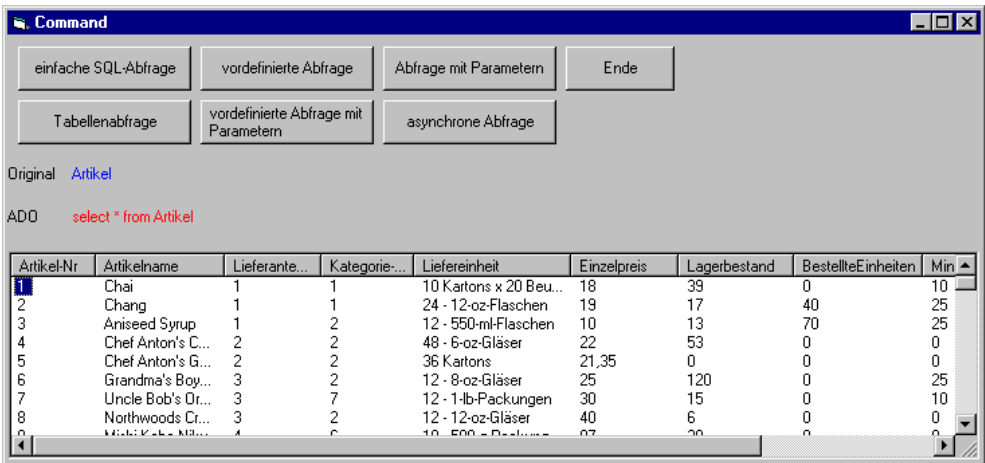 Command
einfache SQL-Abfrage vordefinierte Abfrage Abfrage mit Parametern Ende
Tabellenabfrage vordefinierte Abfrage mit Parametern asynchrone Abfrage
Original Artikel
ADO select * from Artikel
Artikel-Nr Artikelname Lieferante... Kategorie-... Liefereinheit Einzelpreis Lagerbestand BestellteEinheiten Min
1 Chai 1 1 10 Kartons x 20 Beu... 18 39 0 10
2 Chang 1 1 24 - 12-oz-Flaschen 19 17 40 25
3 Aniseed Syrup 1 2 12 - 550-ml-Flaschen 10 13 70 25
4 Chef Anton's C... 2 2 48 - 6-oz-Gläser 22 53 0 0
5 Chef Anton's G... 2 2 36 Kartons 21,35 0 0 0
6 Grandma's Boy... 3 2 12 - 8-oz-Gläser 25 120 0 25
7 Uncle Bob's Or... 3 7 12 - 1-lb-Packungen 30 15 0 10
8 Northwoods Cr... 3 2 12 - 12-oz-Gläser 40 6 0 0